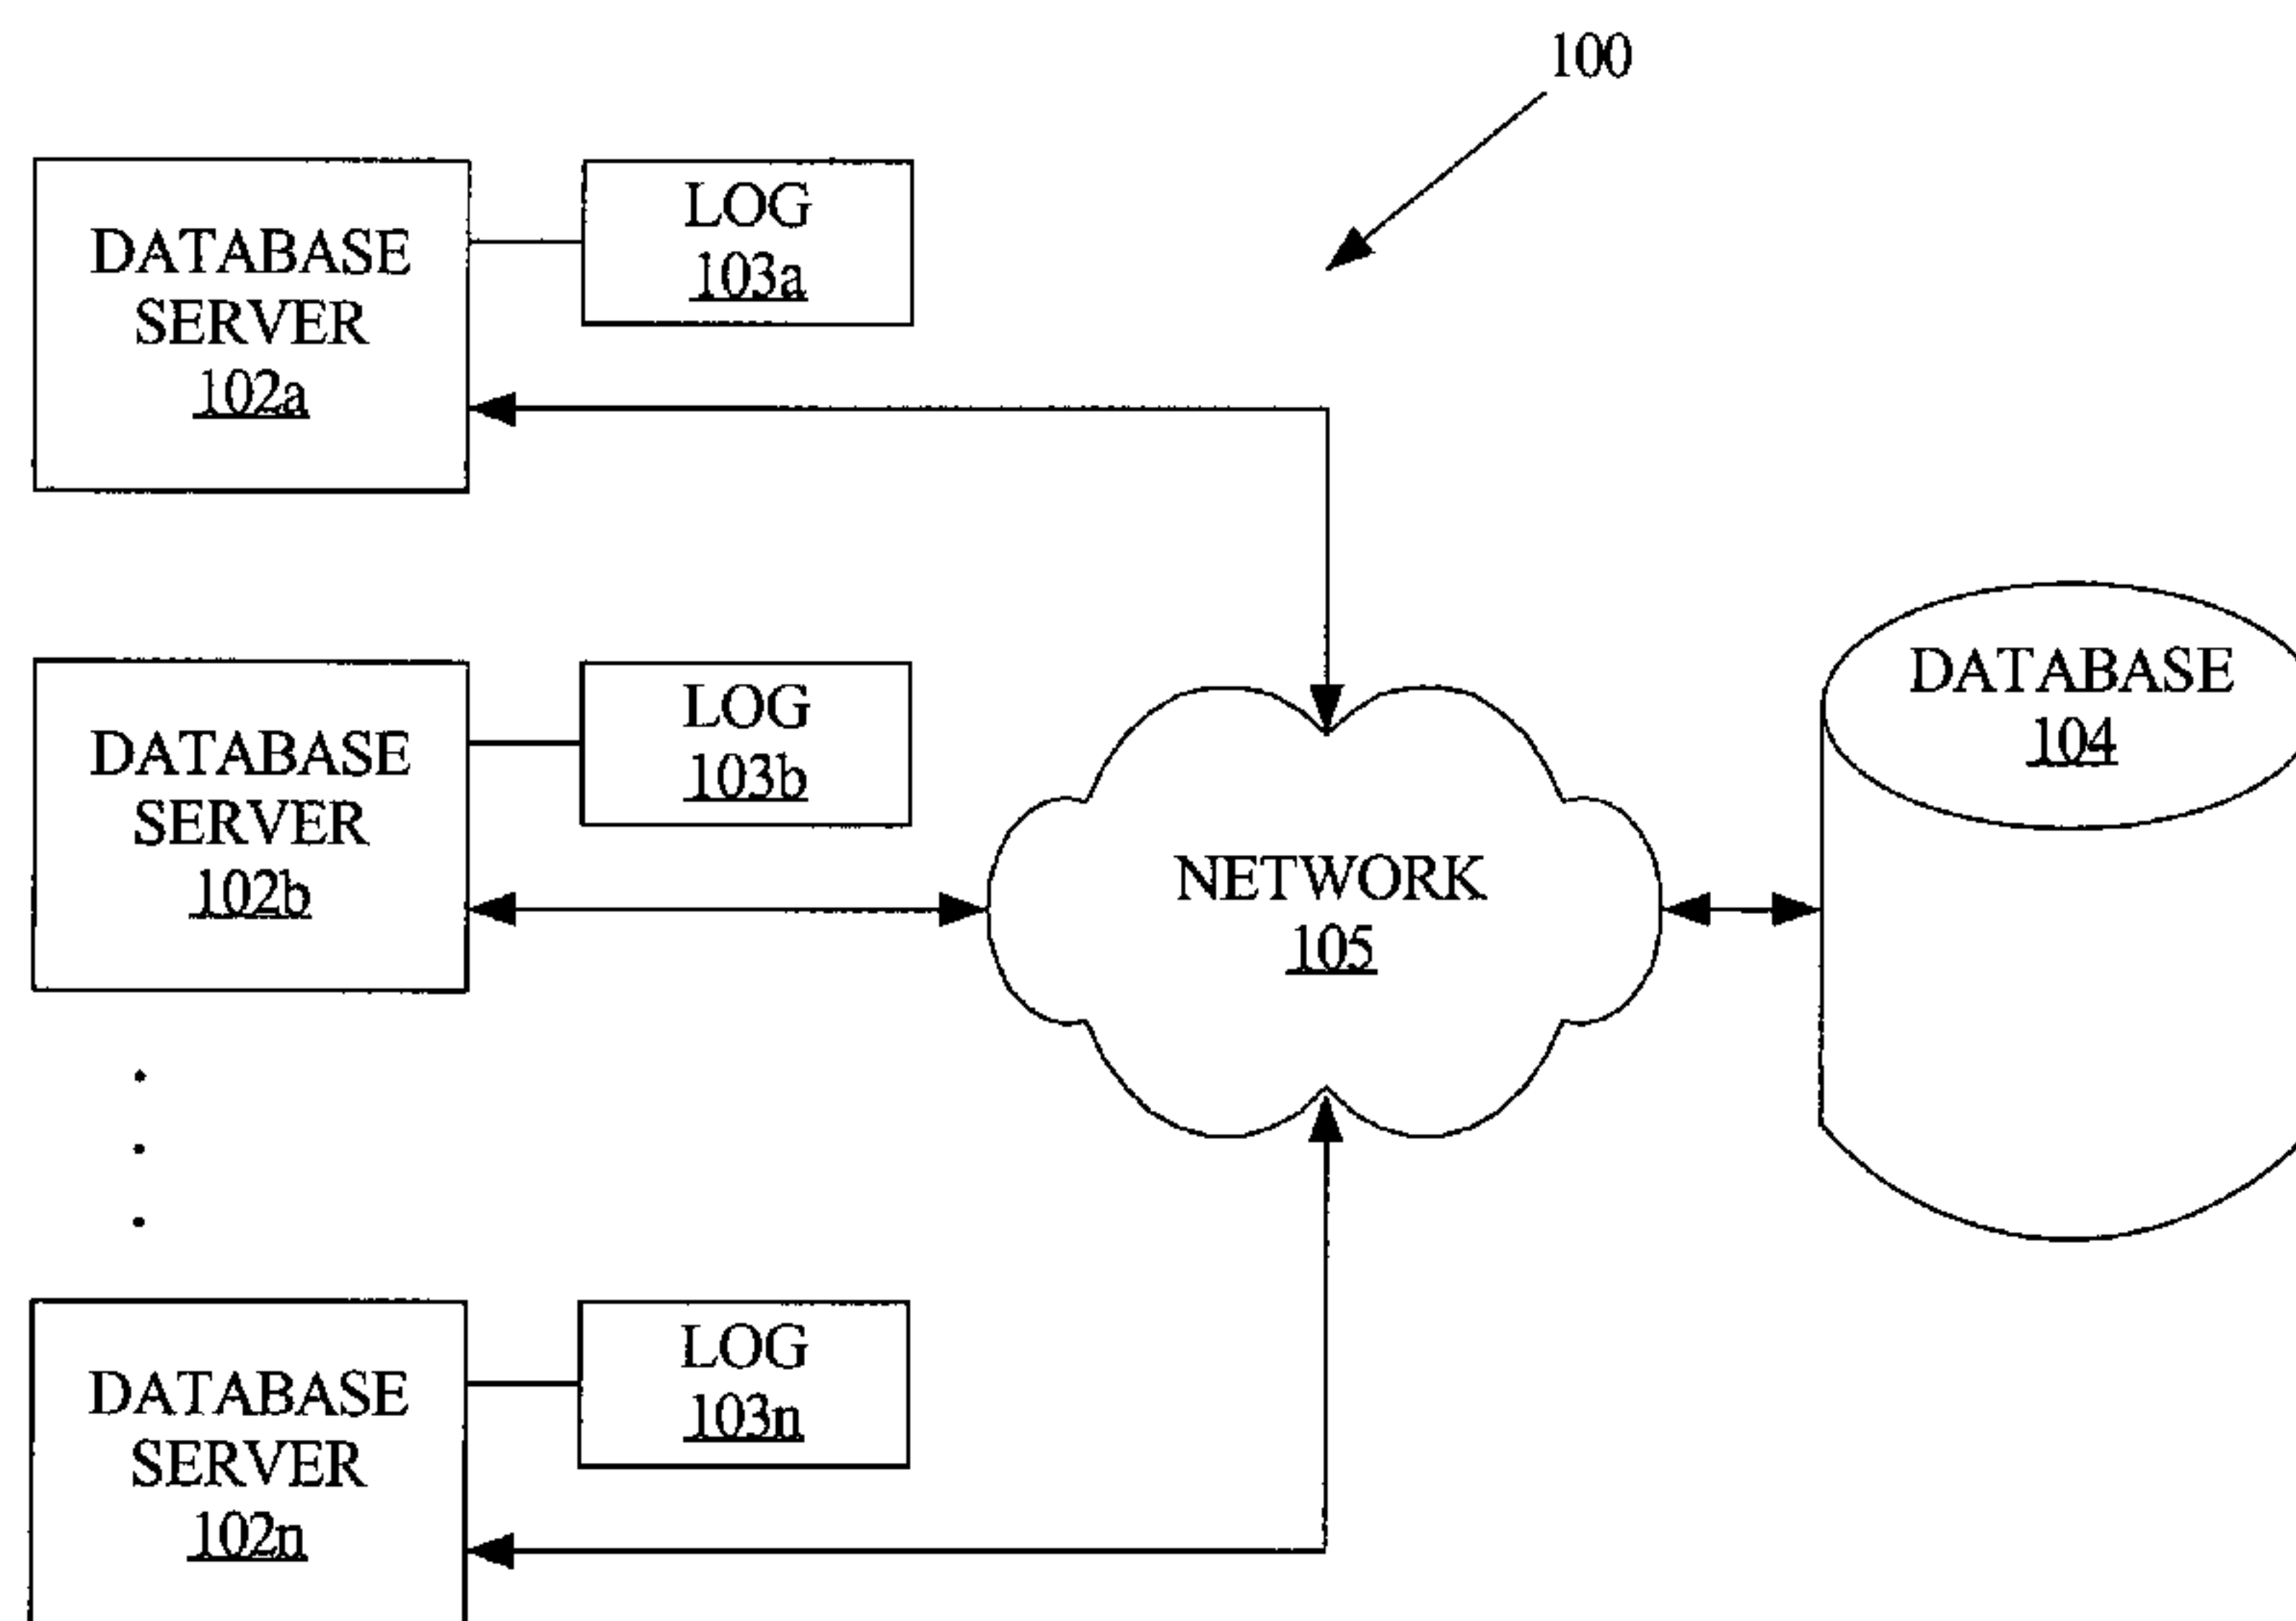 100
DATABASE
SERVER
102a
LOG
103a
DATABASE
SERVER
102b
LOG
103b
NETWORK
105
DATABASE
104
DATABASE
SERVER
102n
LOG
103n